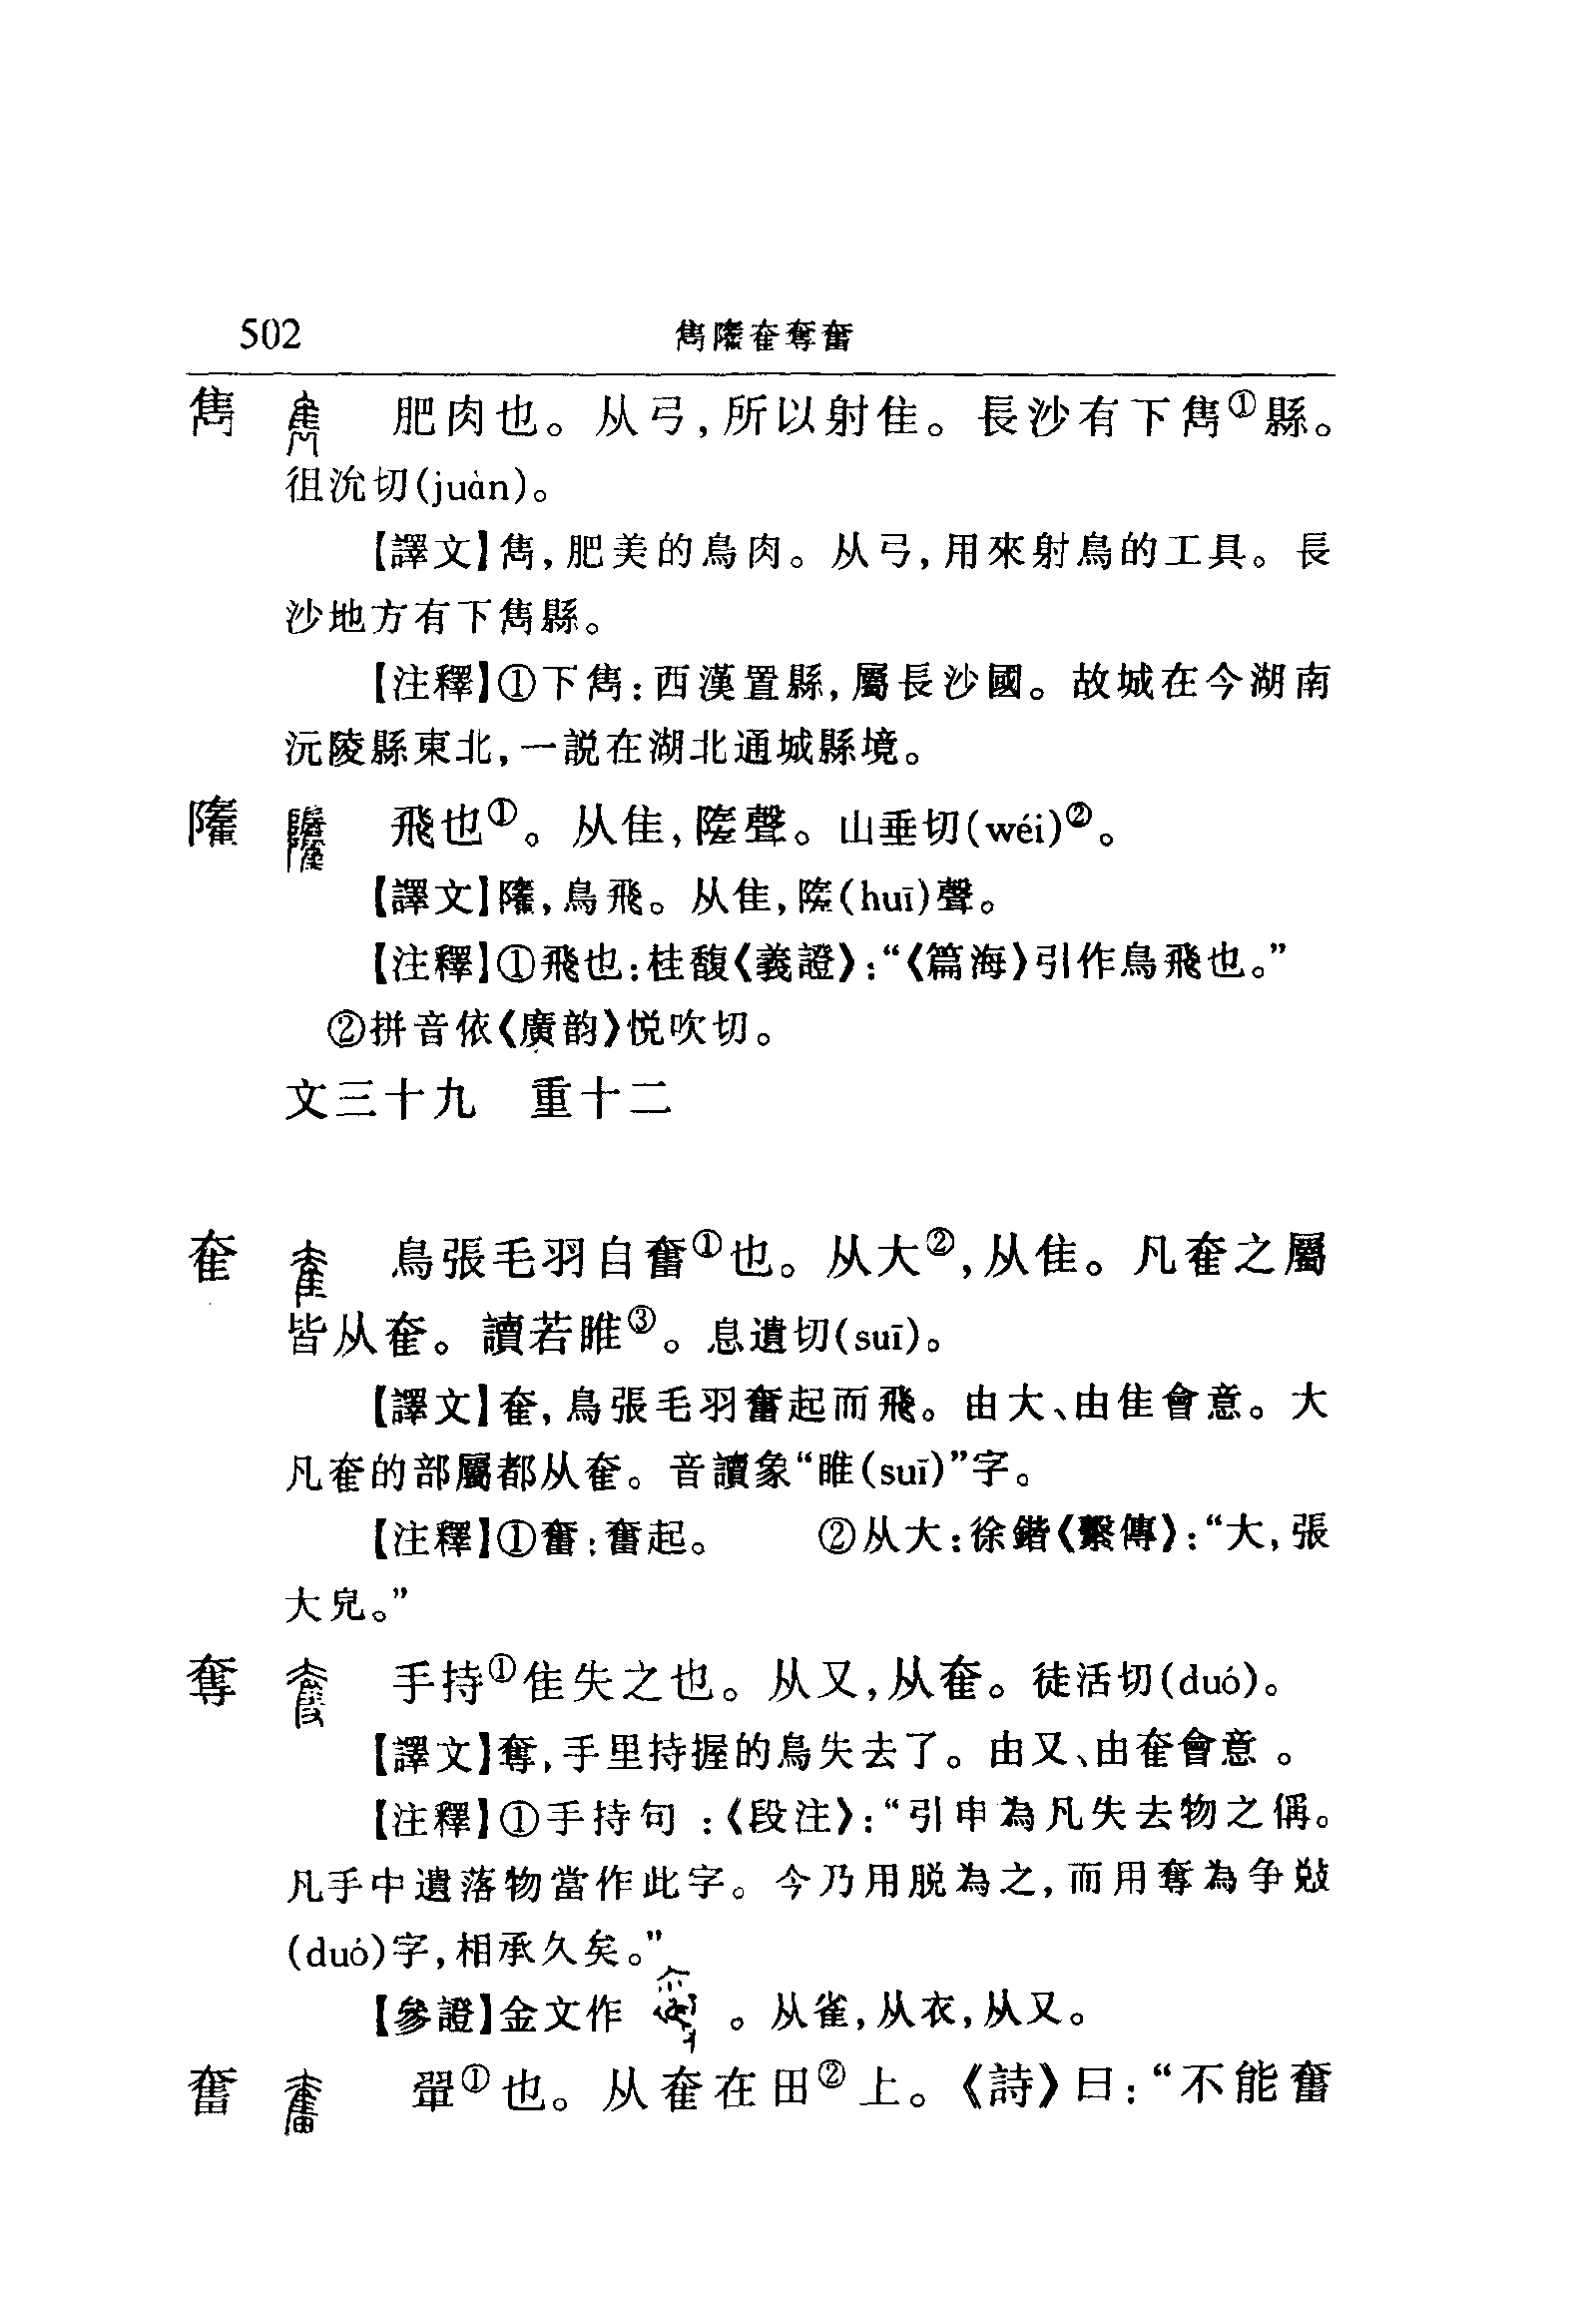 502 雋𨿡奞奪奮
雋 肥肉也。从弓,所以射隹。長沙有下雋①縣。
徂沇切(juàn)。
【譯文】雋,肥美的鳥肉。从弓,用來射鳥的工具。長
沙地方有下雋縣。
【注釋】①下雋:西漢置縣,屬長沙國。故城在今湖南
沅陵縣東北,一説在湖北通城縣境。
飛也①。从隹,隓聲。山垂切(wéi)②。
【譯文】鳥飛。从隹,隓(huī)聲。
【注釋】①飛也:桂馥《義證》:“《篇海》引作鳥飛也。”
②拼音依《廣韵》悦吹切。
文三十九 重十二
奞 鳥張毛羽自奮①也。从大②,从隹。凡奞之屬
皆从奞。讀若睢③。息遺切(suī)。
【譯文】奞,鳥張毛羽奮起而飛。由大、由隹會意。大
凡奞的部屬都从奞。音讀象“睢(suī)”字。
【注釋】①奮:奮起。 ②从大:徐鍇《繫傳》:“大,張
大皃。”
奪 手持①隹失之也。从又,从奞。徒活切(duó)。
【譯文】奪,手里持握的鳥失去了。由又、由奞會意。
【注釋】①手持句:《段注》:“引申為凡失去物之偁。
凡手中遺落物當作此字。今乃用脱為之,而用奪為争敚
(duó)字,相承久矣。”
【參證】金文作 。从雀,从衣,从又。
奮 翬①也。从奞在田②上。《詩》曰:“不能奮